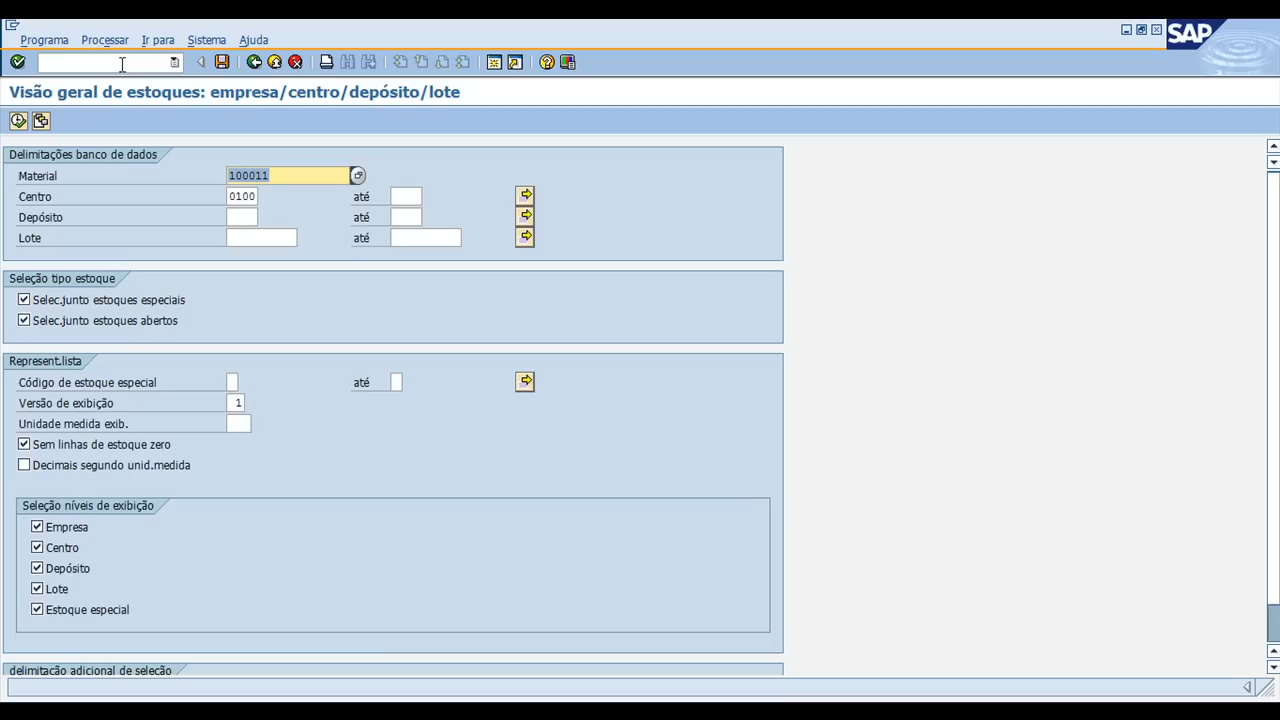 Programa Processar Ir para Sistema Ajuda
SAP
Visão geral de estoques: empresa/centro/depósito/lote
Delimitações banco de dados
Material 100011
Centro 0100 até
Depósito até
Lote até
Seleção tipo estoque
Selec.junto estoques especiais
Selec.junto estoques abertos
Represent.lista
Código de estoque especial até
Versão de exibição 1
Unidade medida exib.
Sem linhas de estoque zero
Decimais segundo unid.medida
Seleção níveis de exibição
Empresa
Centro
Depósito
Lote
Estoque especial
delimitação adicional de seleção